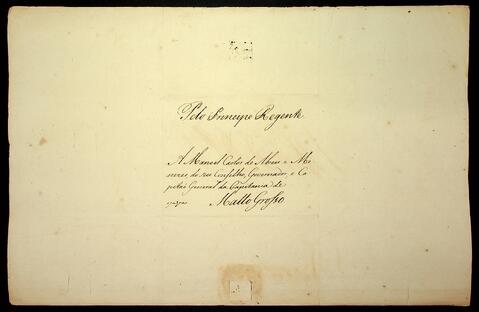 Pelo Principe Regente
A Manoel Carlos de Abreu e Me
nezes do seu Conselho, Governador, e Ca
pitão General da Capitania de
Matto Grosso